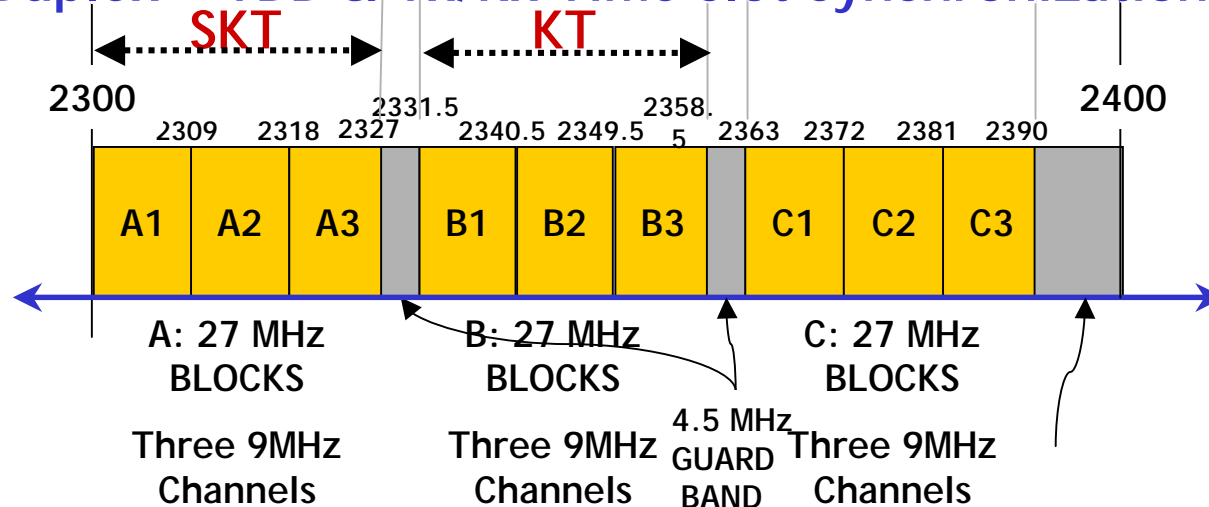 SKT KT
2300 2400
2331.5 2358.
2309 2318 2327 2340.5 2349.5 5 2363 2372 2381 2390
A1 A2 A3 B1 B2 B3 C1 C2 C3
A: 27 MHz
BLOCKS
Three 9MHz
Channels
B: 27 MHz
BLOCKS
Three 9MHz
Channels
4.5 MHz
GUARD
BAND
C: 27 MHz
BLOCKS
Three 9MHz
Channels